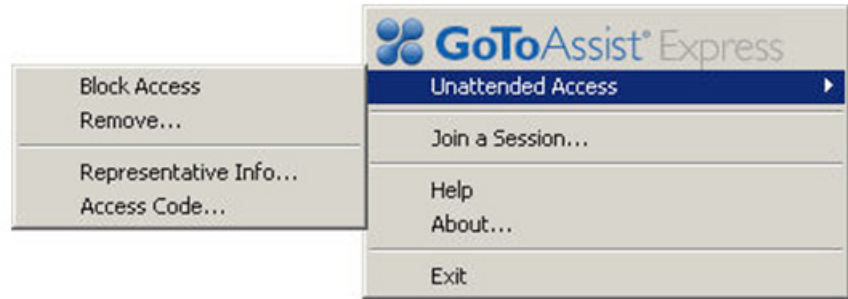 GoToAssist® Express
Unattended Access
Block Access
Remove...
Representative Info...
Access Code...
Join a Session...
Help
About...
Exit